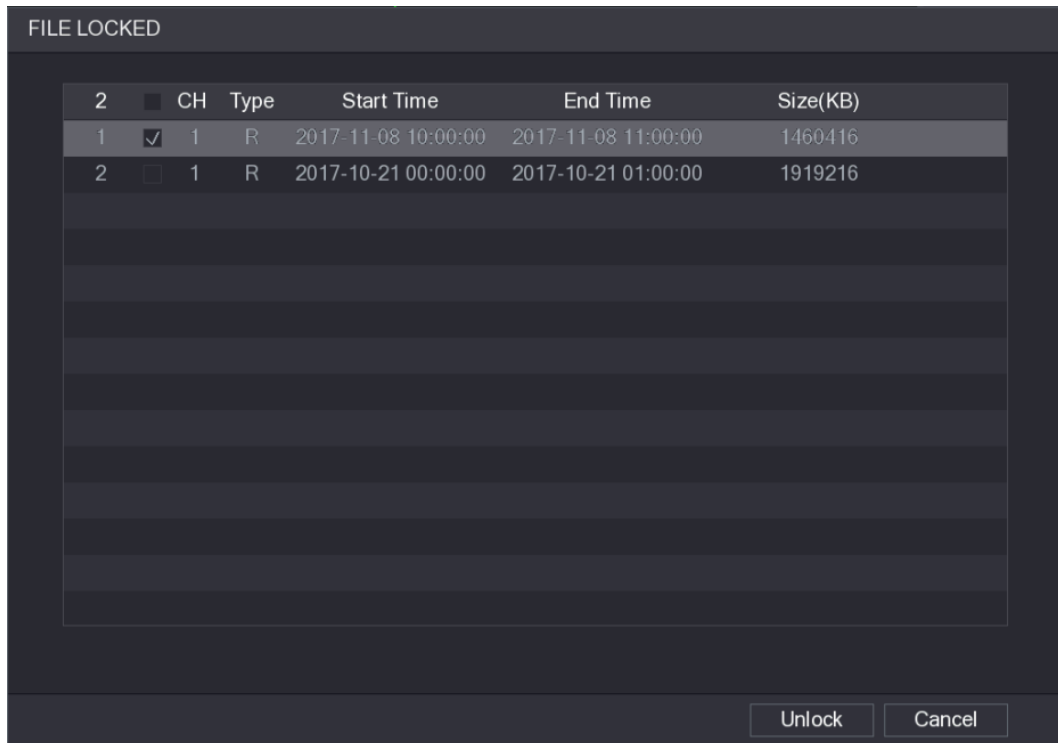 FILE LOCKED
2 CH Type Start Time End Time Size(KB)
1 1 R 2017-11-08 10:00:00 2017-11-08 11:00:00 1460416
2 1 R 2017-10-21 00:00:00 2017-10-21 01:00:00 1919216
Unlock Cancel